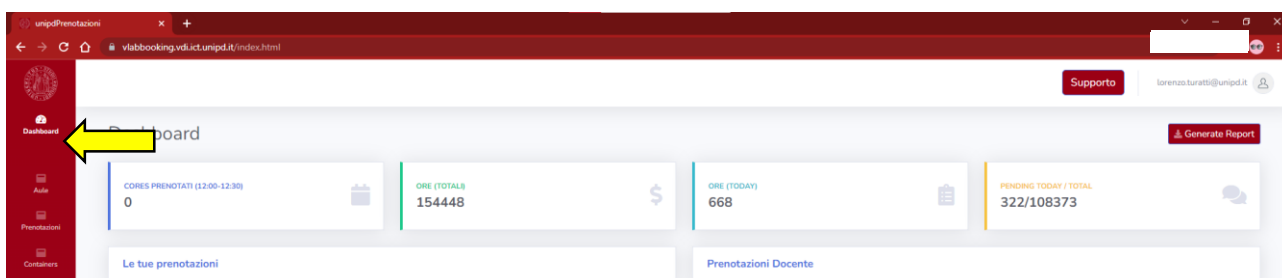 unipdPrenotazioni
vlabbooking.vdi.ict.unipd.it/index.html
Supporto
lorenzo.turatti@unipd.it
Dashboard
board
Generate Report
CORES PRENOTATI (12:00-12:30)
0
ORE (TOTALI)
154448
ORE (TODAY)
668
PENDING TODAY / TOTAL
322/108373
Aule
Prenotazioni
Containers
Le tue prenotazioni
Prenotazioni Docente